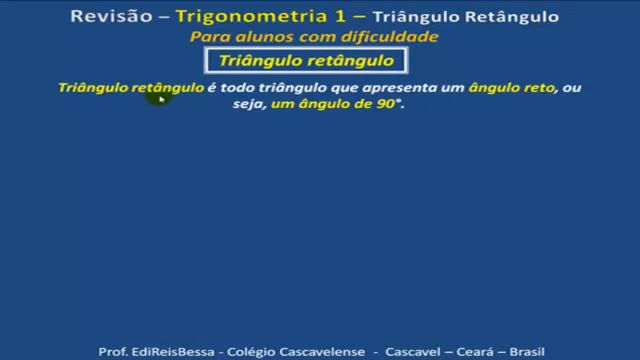 Revisão – Trigonometria 1 – Triângulo Retângulo
Para alunos com dificuldade
Triângulo retângulo
Triângulo retângulo é todo triângulo que apresenta um ângulo reto, ou
seja, um ângulo de 90°.
Prof. EdiReisBessa - Colégio Cascavelense - Cascavel – Ceará – Brasil